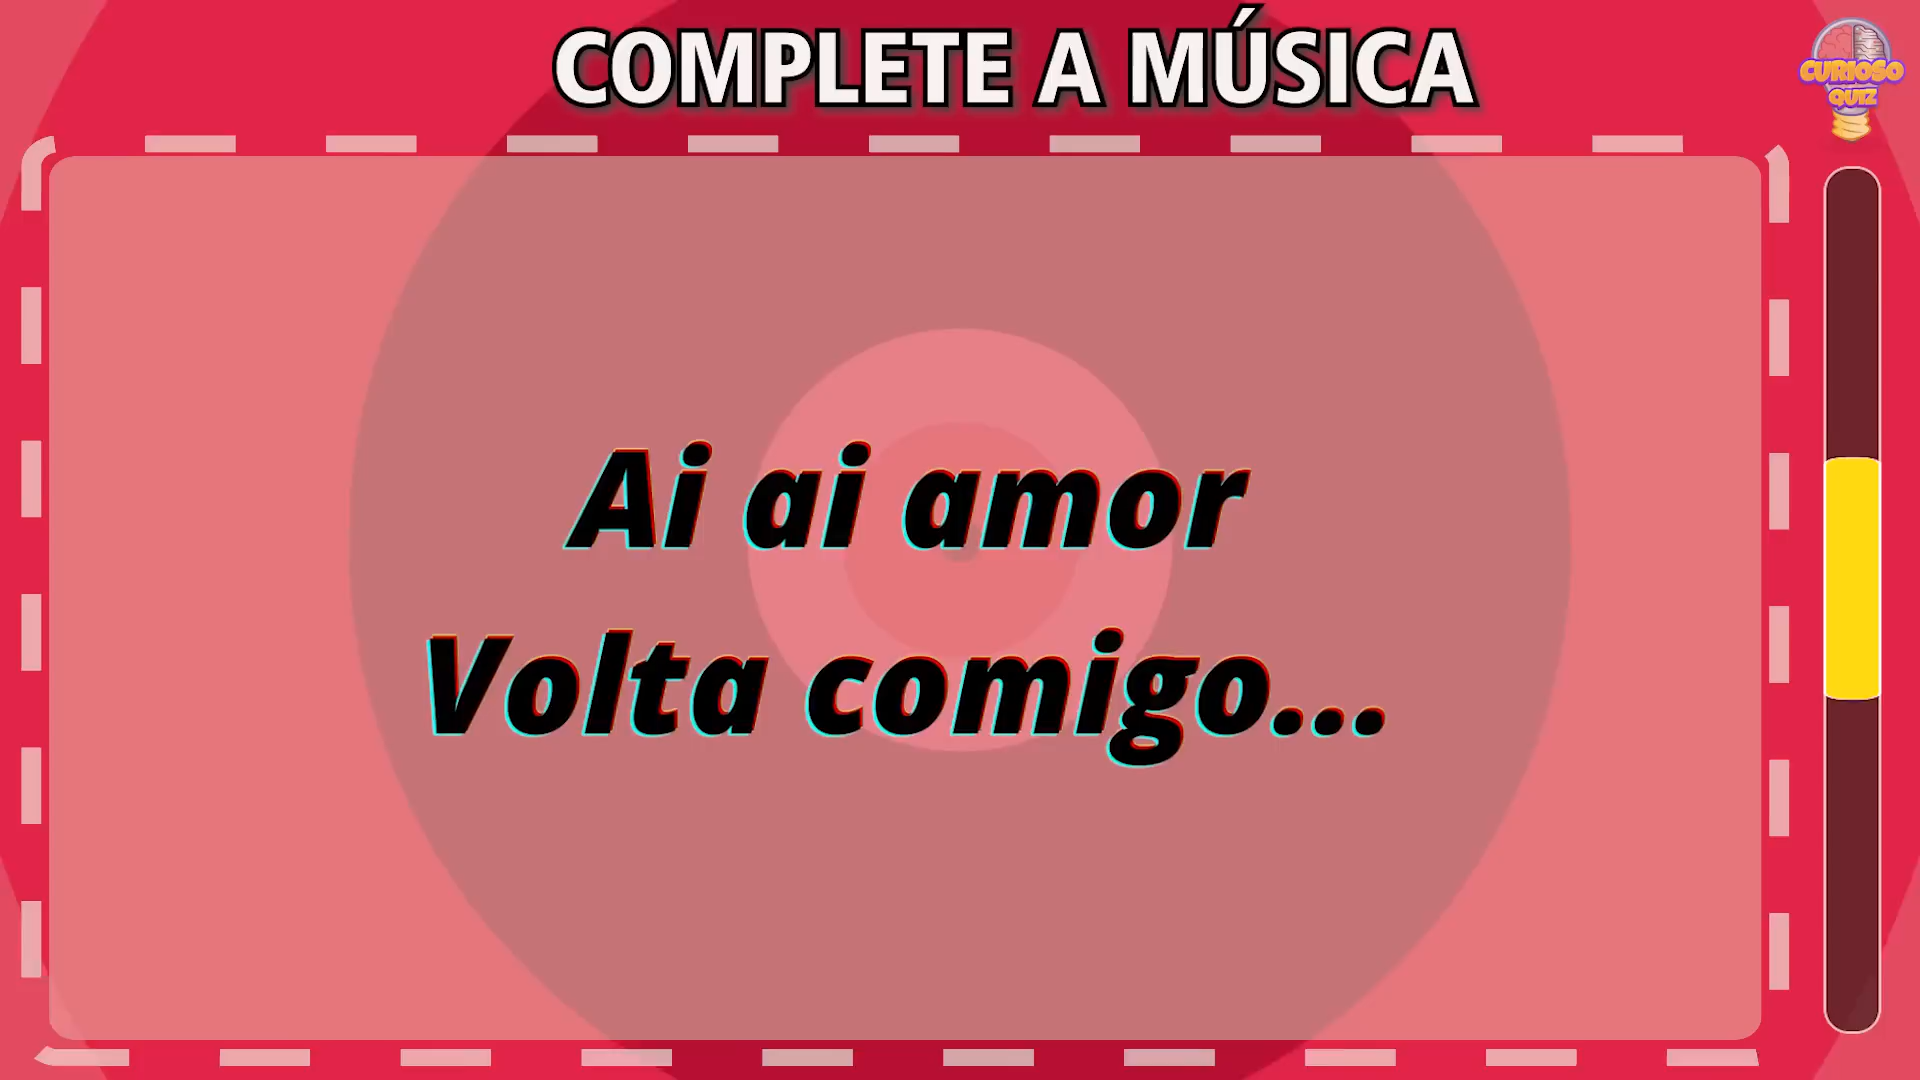 COMPLETE A MÚSICA
CURIOSO
QUIZ
Ai ai amor
Volta comigo...